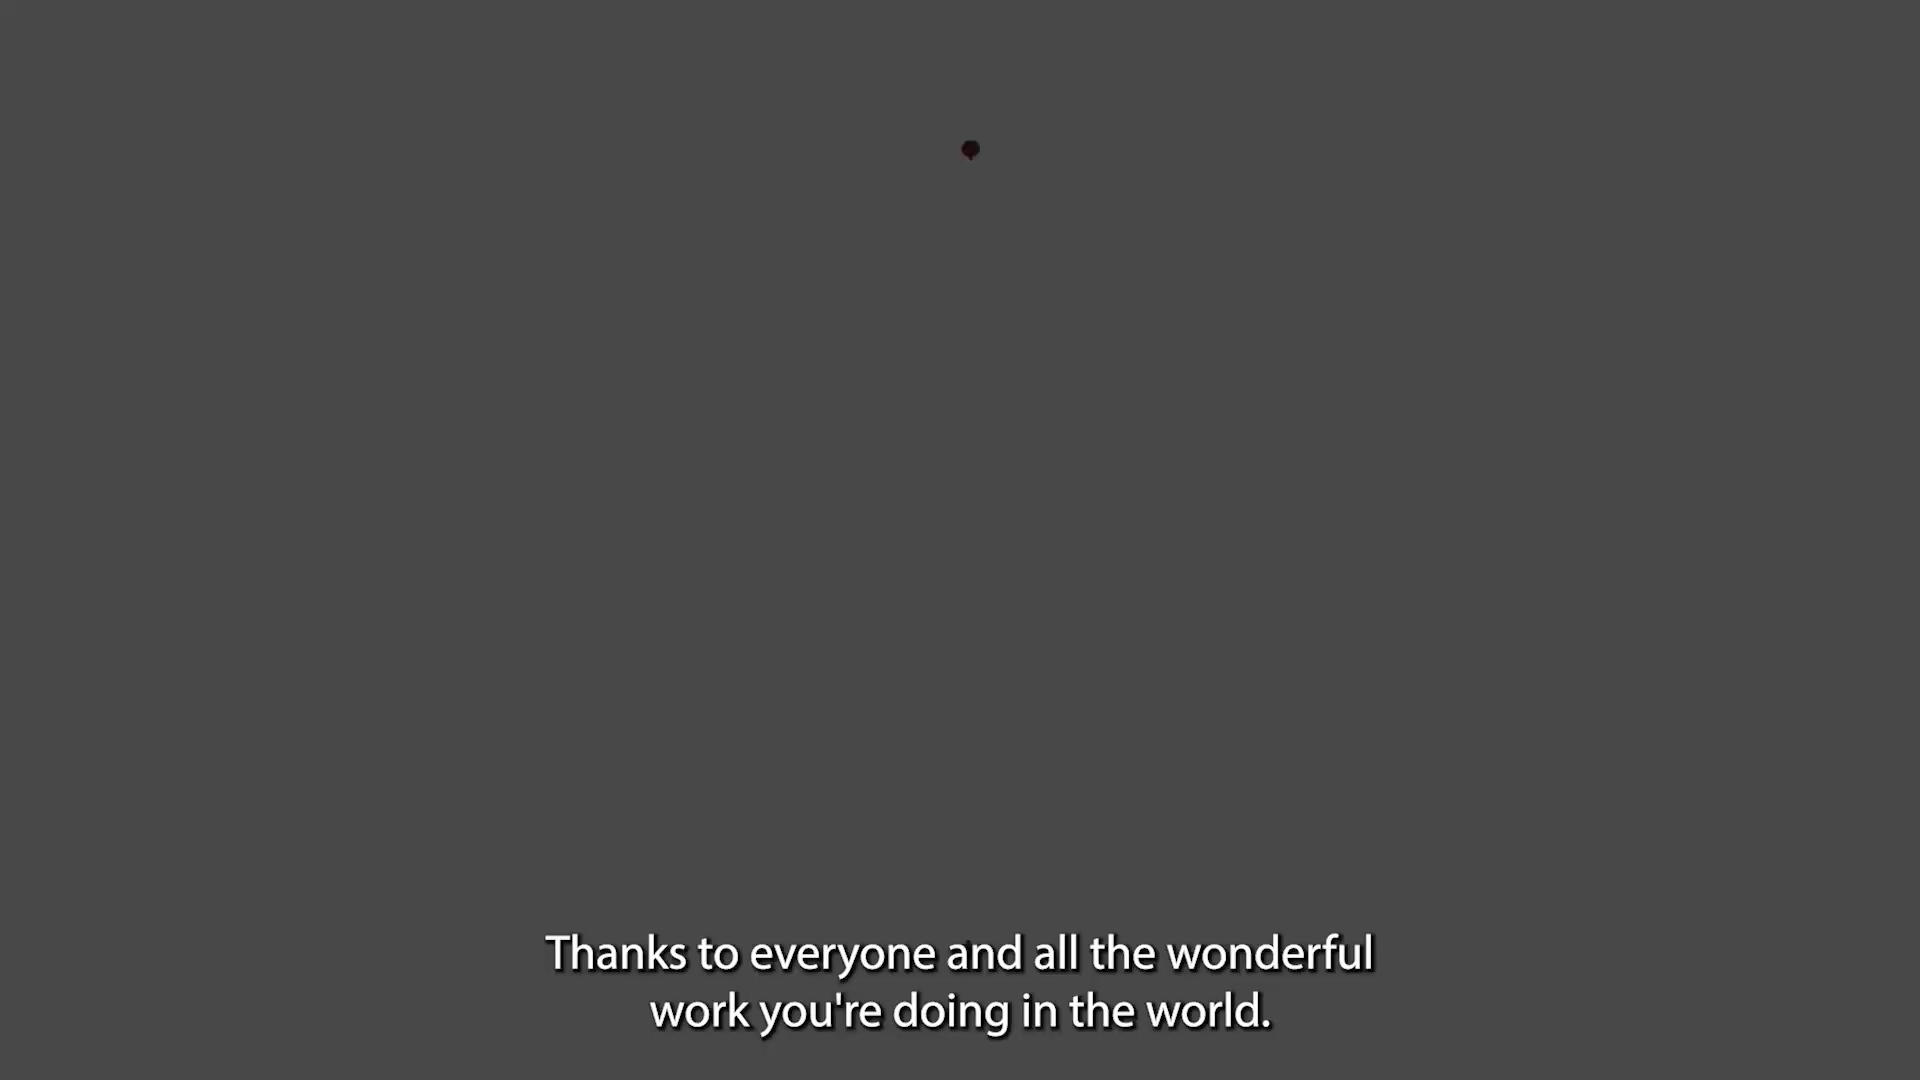 Thanks to everyone and all the wonderful
work you're doing in the world.